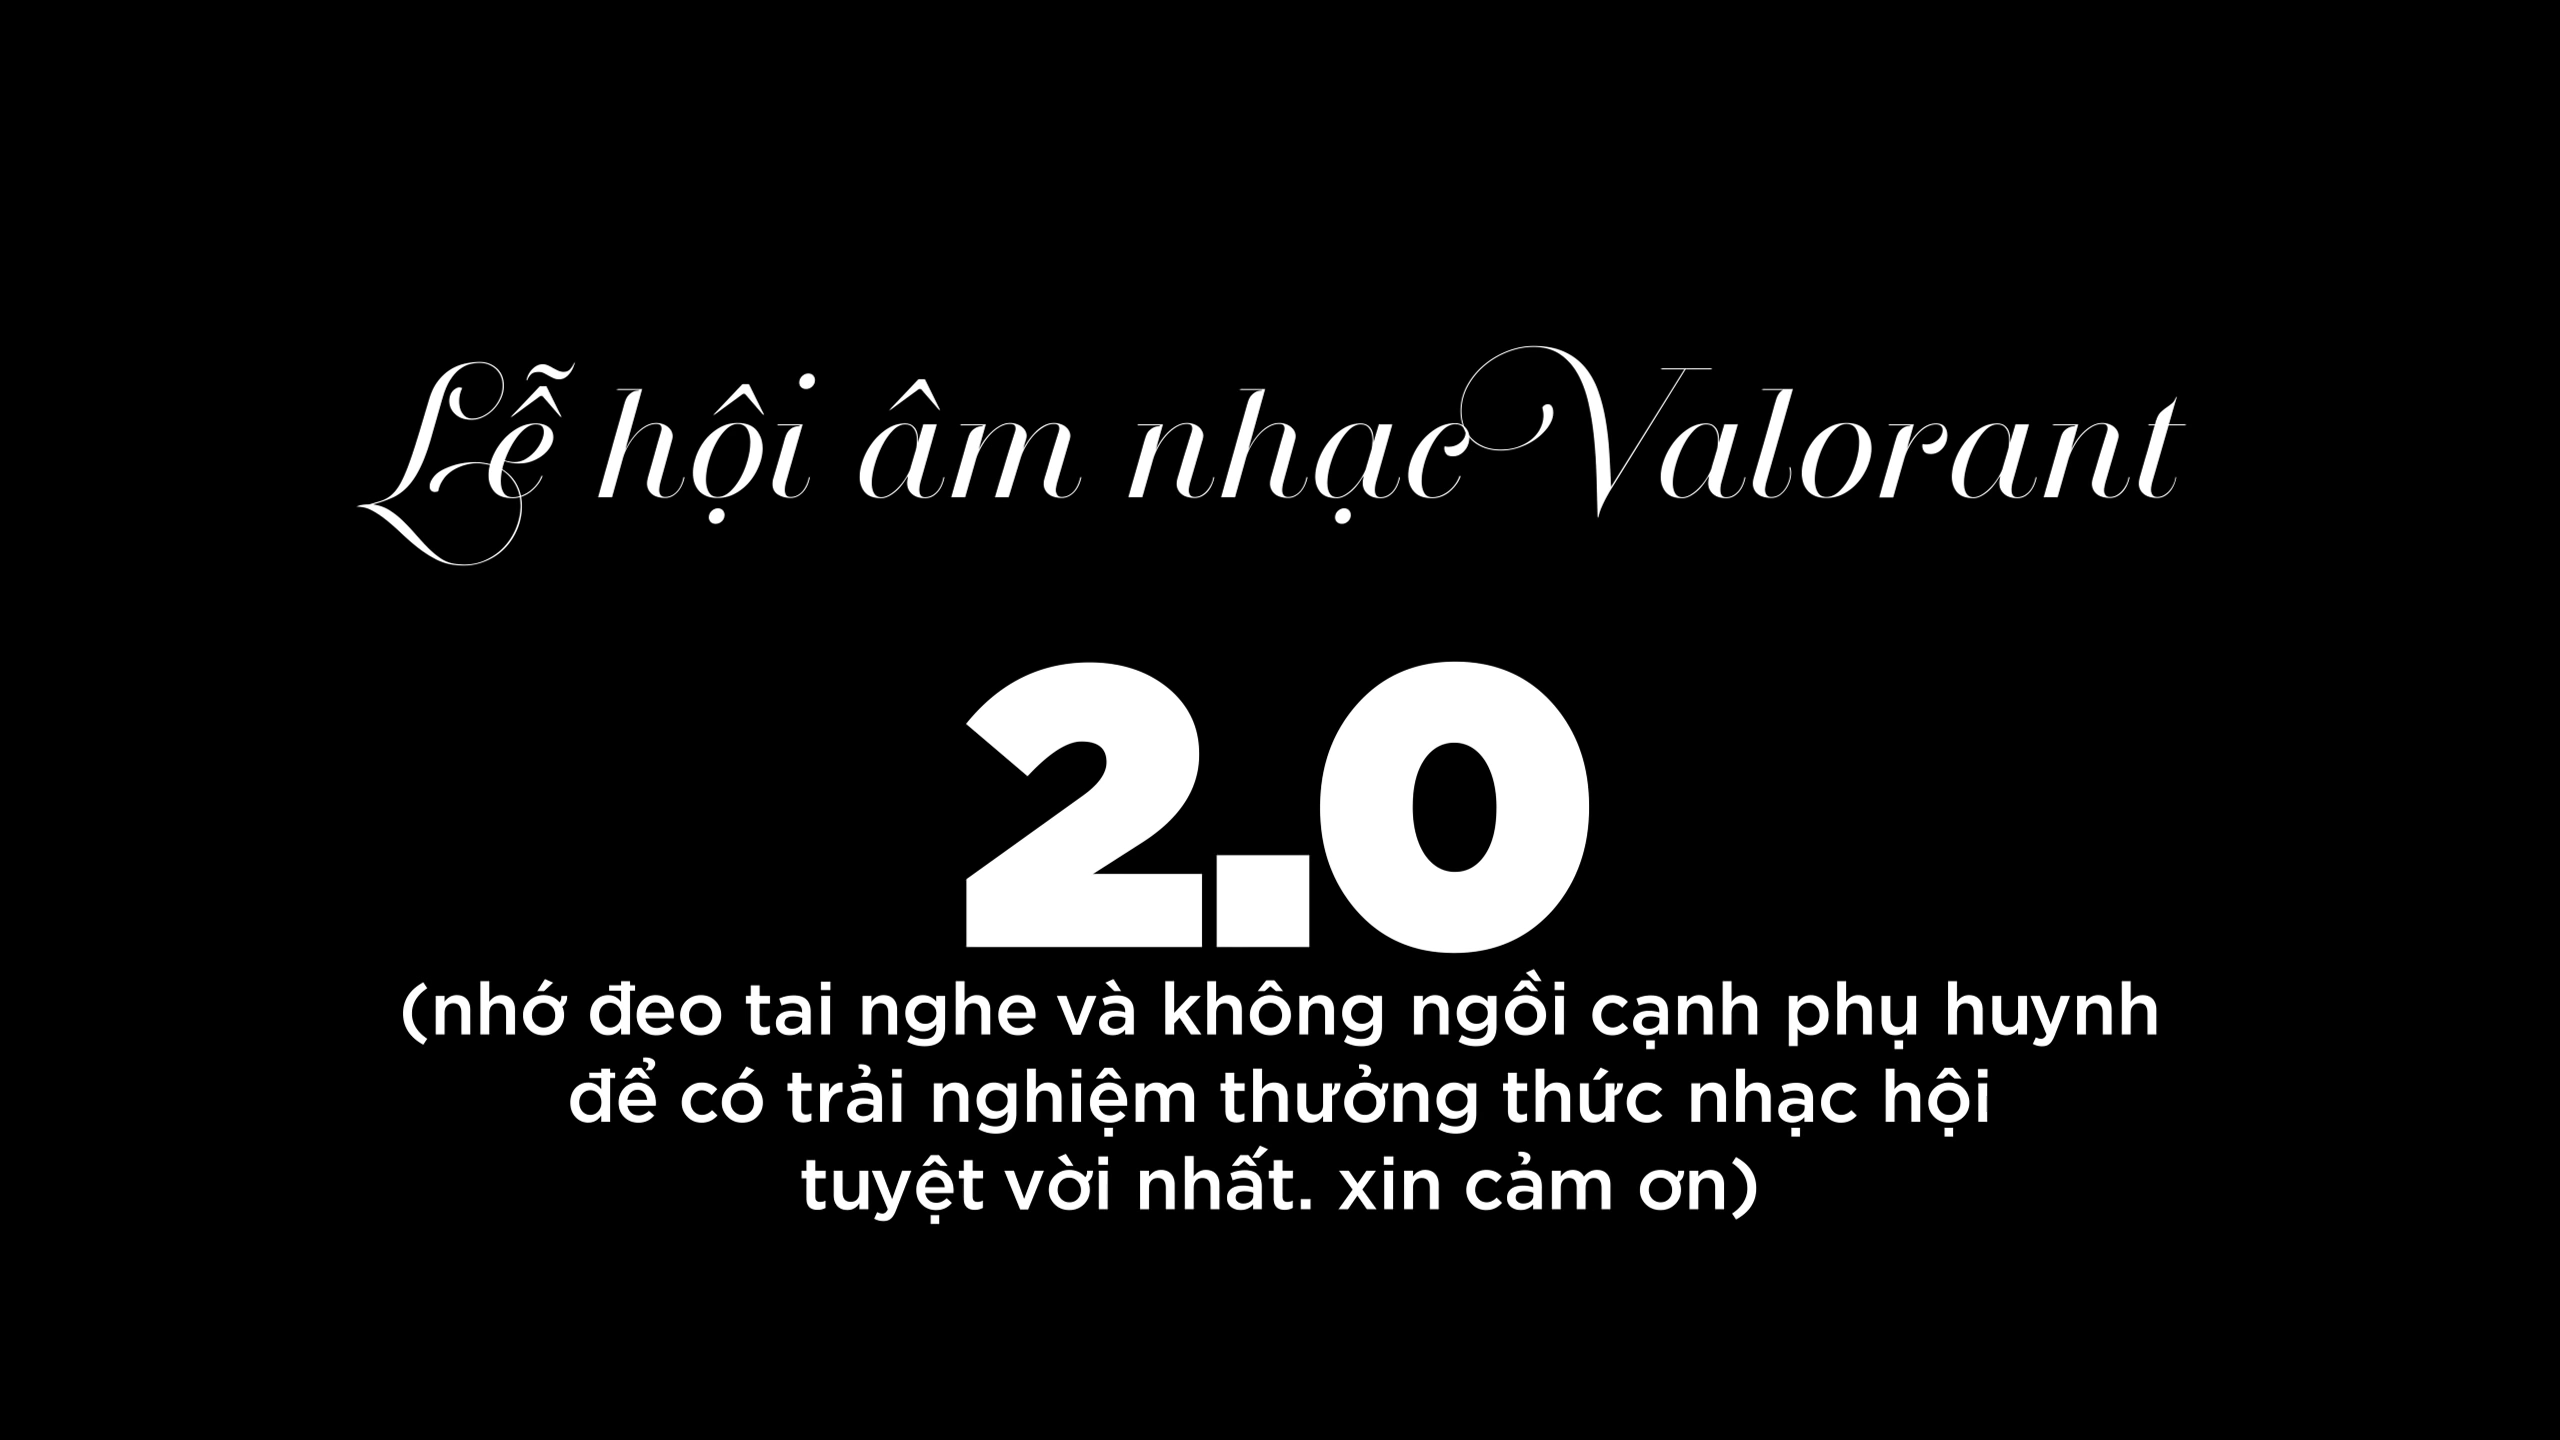 Lễ hội âm nhạc Valorant
2.0
(nhớ đeo tai nghe và không ngồi cạnh phụ huynh
để có trải nghiệm thưởng thức nhạc hội
tuyệt vời nhất. xin cảm ơn)